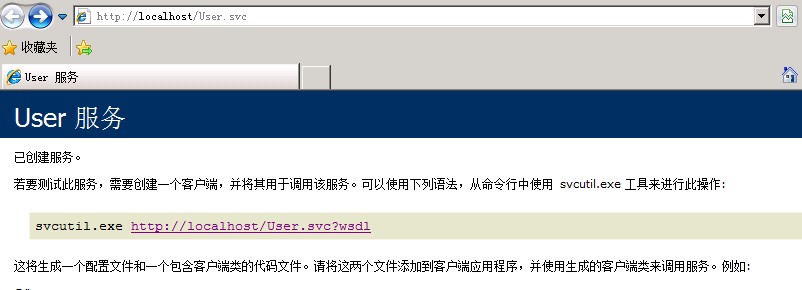 http://localhost/User.svc
收藏夹
User 服务
User 服务
已创建服务。
若要测试此服务，需要创建一个客户端，并将其用于调用该服务。可以使用下列语法，从命令行中使用 svcutil.exe 工具来进行此操作:
svcutil.exe http://localhost/User.svc?wsdl
这将生成一个配置文件和一个包含客户端类的代码文件。请将这两个文件添加到客户端应用程序，并使用生成的客户端类来调用服务。例如: